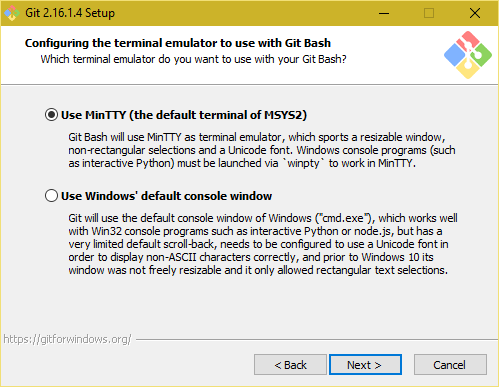 Git 2.16.1.4 Setup
Configuring the terminal emulator to use with Git Bash
Which terminal emulator do you want to use with your Git Bash?
Use MinTTY (the default terminal of MSYS2)
Git Bash will use MinTTY as terminal emulator, which sports a resizable window,
non-rectangular selections and a Unicode font. Windows console programs (such
as interactive Python) must be launched via `winpty` to work in MinTTY.
Use Windows' default console window
Git will use the default console window of Windows ("cmd.exe"), which works well
with Win32 console programs such as interactive Python or node.js, but has a
very limited default scroll-back, needs to be configured to use a Unicode font in
order to display non-ASCII characters correctly, and prior to Windows 10 its
window was not freely resizable and it only allowed rectangular text selections.
https://gitforwindows.org/
< Back
Next >
Cancel